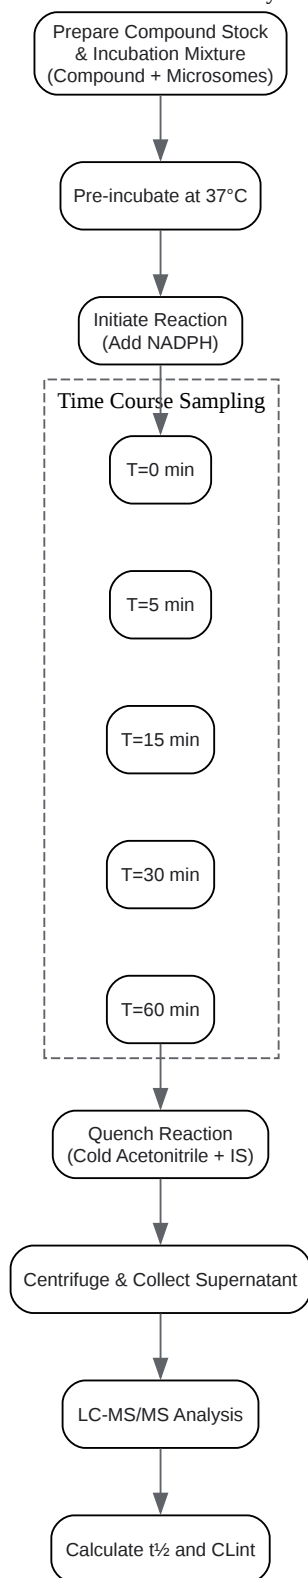 Prepare Compound Stock
& Incubation Mixture
(Compound + Microsomes)
Pre-incubate at 37°C
Initiate Reaction
(Add NADPH)
Time Course Sampling
T=0 min
T=5 min
T=15 min
T=30 min
T=60 min
Quench Reaction
(Cold Acetonitrile + IS)
Centrifuge & Collect Supernatant
LC-MS/MS Analysis
Calculate t½ and CLint